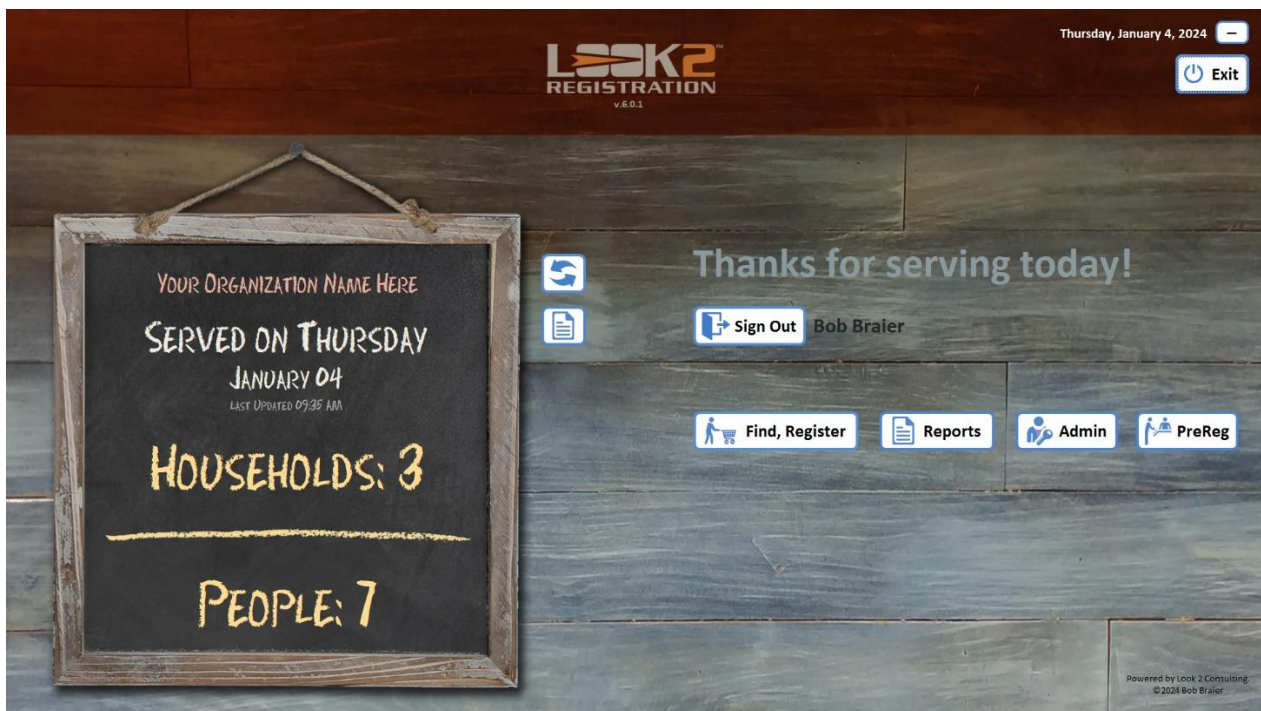 Thursday, January 4, 2024
LOOK2™
REGISTRATION
v.6.0.1
Exit
YOUR ORGANIZATION NAME HERE
SERVED ON THURSDAY
JANUARY 04
LAST UPDATED 09:35 AM
HOUSEHOLDS: 3
PEOPLE: 7
Thanks for serving today!
Sign Out Bob Braier
Find, Register Reports Admin PreReg
Powered by Look 2 Consulting.
©2024 Bob Braier